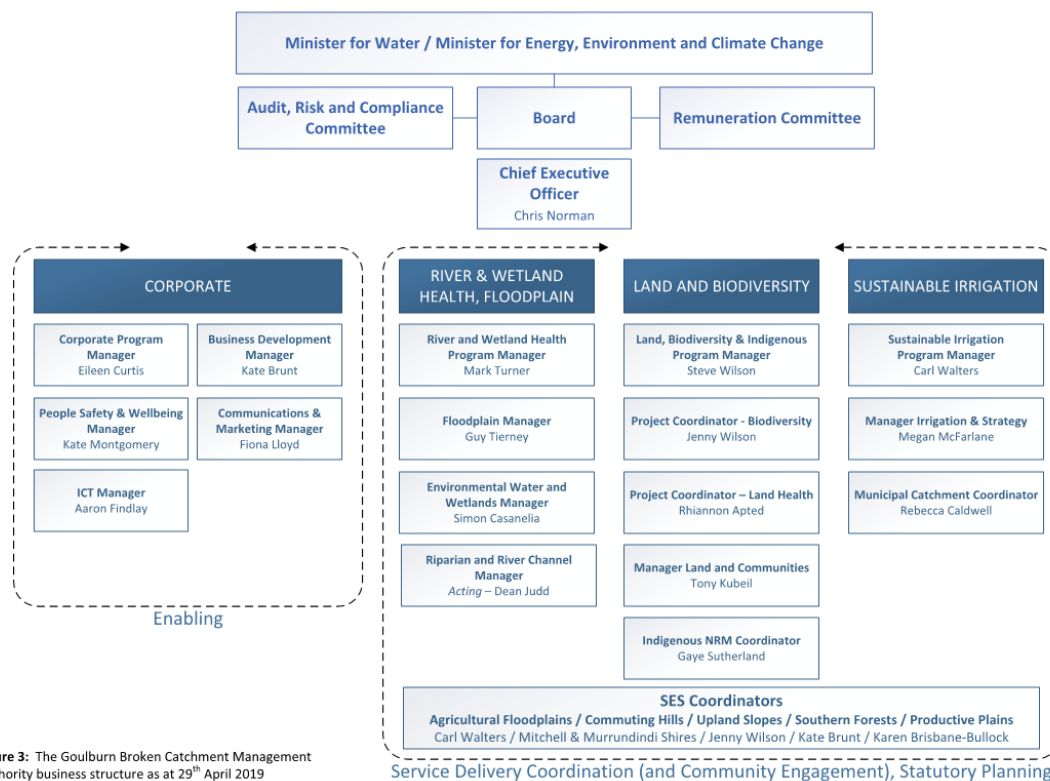 Minister for Water / Minister for Energy, Environment and Climate Change
Audit, Risk and Compliance
Committee
Board
Remuneration Committee
Chief Executive
Officer
Chris Norman
CORPORATE
Corporate Program
Manager
Eileen Curtis
Business Development
Manager
Kate Brunt
People Safety & Wellbeing
Manager
Kate Montgomery
Communications &
Marketing Manager
Fiona Lloyd
ICT Manager
Aaron Findlay
Enabling
RIVER & WETLAND
HEALTH, FLOODPLAIN
River and Wetland Health
Program Manager
Mark Turner
Floodplain Manager
Guy Tierney
Environmental Water and
Wetlands Manager
Simon Casanelia
Riparian and River Channel
Manager
Acting – Dean Judd
LAND AND BIODIVERSITY
Land, Biodiversity & Indigenous
Program Manager
Steve Wilson
Project Coordinator - Biodiversity
Jenny Wilson
Project Coordinator – Land Health
Rhiannon Apted
Manager Land and Communities
Tony Kubeil
Indigenous NRM Coordinator
Gaye Sutherland
SUSTAINABLE IRRIGATION
Sustainable Irrigation
Program Manager
Carl Walters
Manager Irrigation & Strategy
Megan McFarlane
Municipal Catchment Coordinator
Rebecca Caldwell
SES Coordinators
Agricultural Floodplains / Commuting Hills / Upland Slopes / Southern Forests / Productive Plains
Carl Walters / Mitchell & Murrundindi Shires / Jenny Wilson / Kate Brunt / Karen Brisbane-Bullock
Service Delivery Coordination (and Community Engagement), Statutory Planning
ure 3: The Goulburn Broken Catchment Management
hority business structure as at 29th April 2019